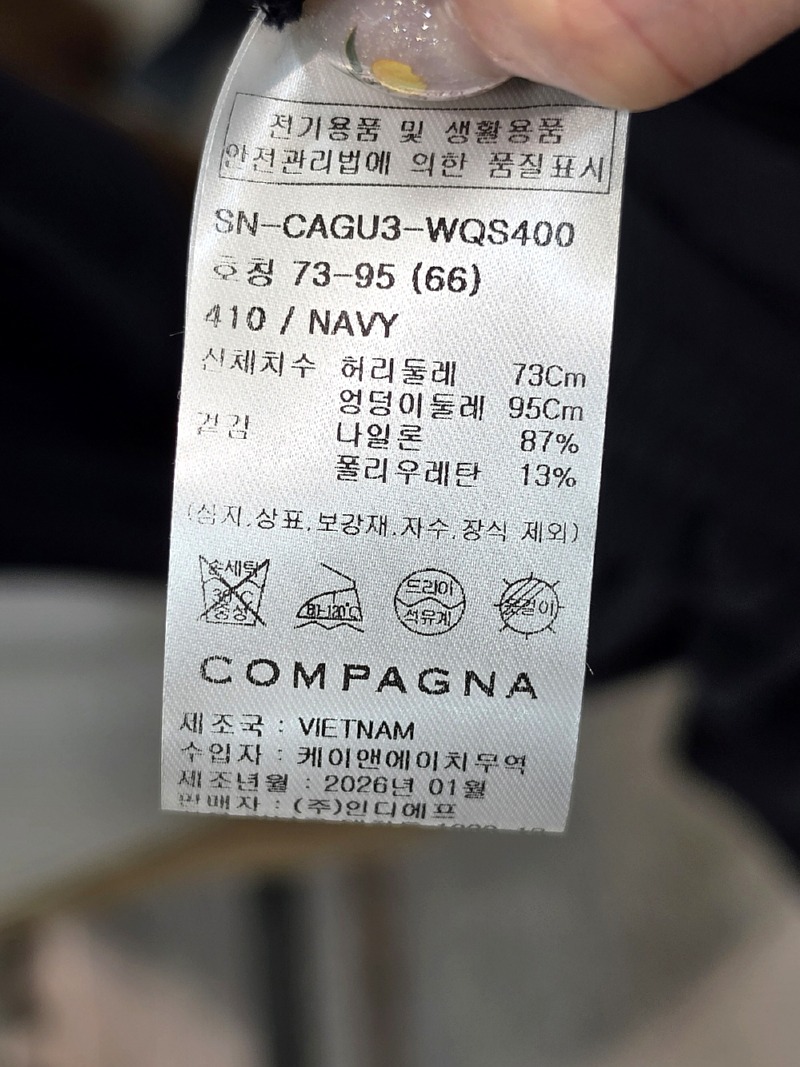 전기용품 및 생활용품
안전관리법에 의한 품질표시
SN-CAGU3-WQS400
호칭 73-95 (66)
410 / NAVY
신체치수 허리둘레 73Cm
엉덩이둘레 95Cm
겉감 나일론 87%
폴리우레탄 13%
(심지.상표.보강재.자수.장식 제외)
손세탁 30°C 중성
80-120°C
드라이 석유계
옷걸이
COMPAGNA
제조국 : VIETNAM
수입자 : 케이앤에이치무역
제조년월 : 2026년 01월
판매자 : (주)인디에프